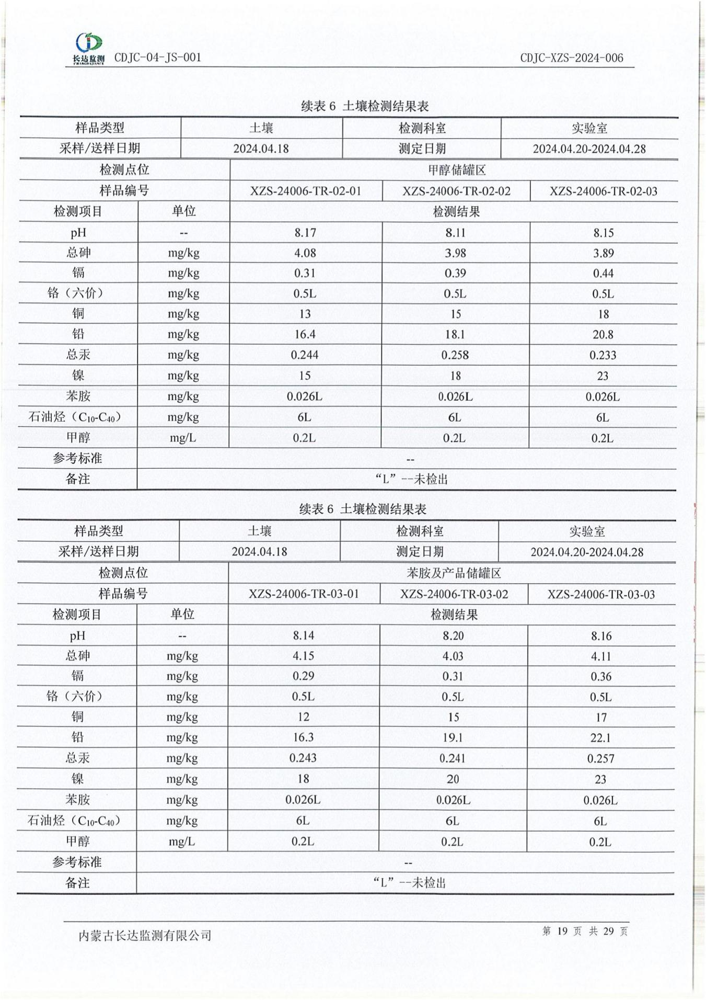 长达监测 CDJC-04-JS-001 CDJC-XZS-2024-006
CHANGDAJIANCE
续表 6 土壤检测结果表
样品类型 土壤 检测科室 实验室
采样/送样日期 2024.04.18 测定日期 2024.04.20-2024.04.28
检测点位 甲醇储罐区
样品编号 XZS-24006-TR-02-01 XZS-24006-TR-02-02 XZS-24006-TR-02-03
检测项目 单位 检测结果
pH -- 8.17 8.11 8.15
总砷 mg/kg 4.08 3.98 3.89
镉 mg/kg 0.31 0.39 0.44
铬（六价） mg/kg 0.5L 0.5L 0.5L
铜 mg/kg 13 15 18
铅 mg/kg 16.4 18.1 20.8
总汞 mg/kg 0.244 0.258 0.233
镍 mg/kg 15 18 23
苯胺 mg/kg 0.026L 0.026L 0.026L
石油烃（C10-C40） mg/kg 6L 6L 6L
甲醇 mg/L 0.2L 0.2L 0.2L
参考标准 --
备注 “L”--未检出
续表 6 土壤检测结果表
样品类型 土壤 检测科室 实验室
采样/送样日期 2024.04.18 测定日期 2024.04.20-2024.04.28
检测点位 苯胺及产品储罐区
样品编号 XZS-24006-TR-03-01 XZS-24006-TR-03-02 XZS-24006-TR-03-03
检测项目 单位 检测结果
pH -- 8.14 8.20 8.16
总砷 mg/kg 4.15 4.03 4.11
镉 mg/kg 0.29 0.31 0.36
铬（六价） mg/kg 0.5L 0.5L 0.5L
铜 mg/kg 12 15 17
铅 mg/kg 16.3 19.1 22.1
总汞 mg/kg 0.243 0.241 0.257
镍 mg/kg 18 20 23
苯胺 mg/kg 0.026L 0.026L 0.026L
石油烃（C10-C40） mg/kg 6L 6L 6L
甲醇 mg/L 0.2L 0.2L 0.2L
参考标准 --
备注 “L”--未检出
内蒙古长达监测有限公司 第 19 页 共 29 页